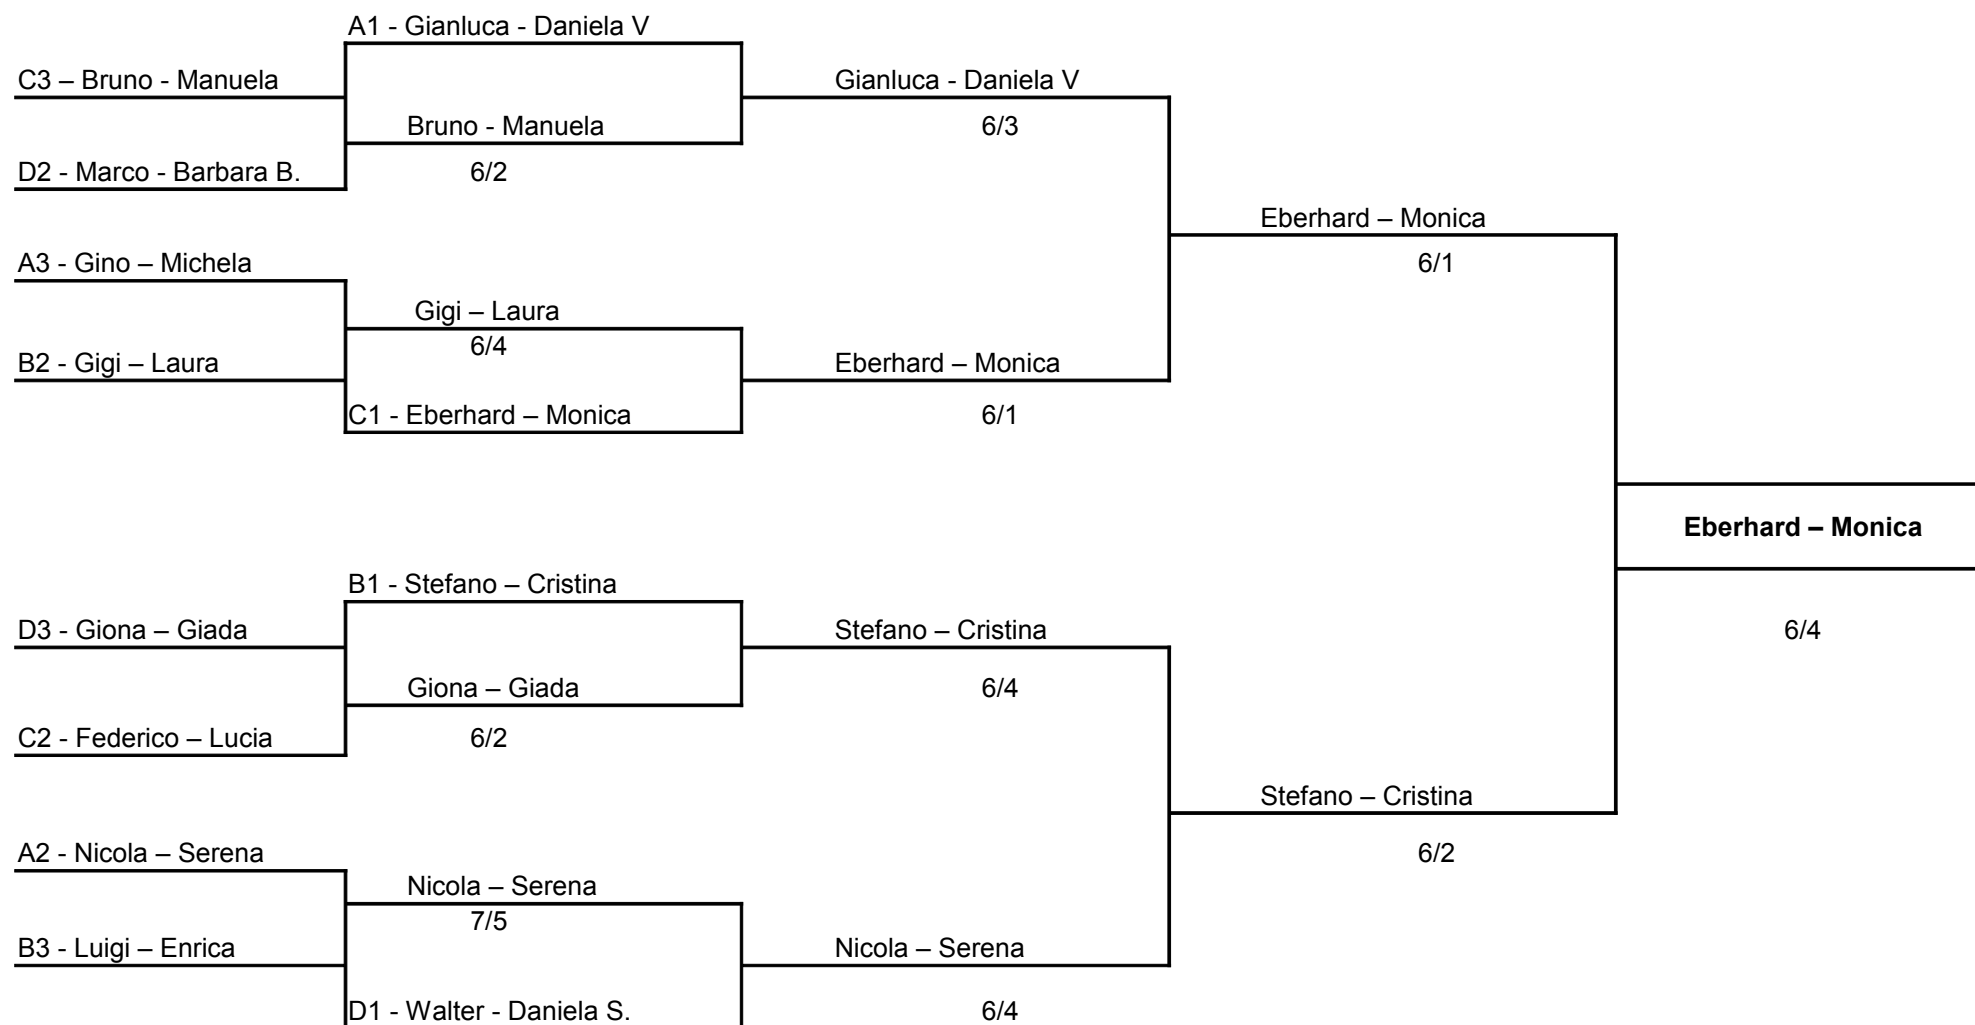 A1 - Gianluca - Daniela V
C3 – Bruno - Manuela
Gianluca - Daniela V
Bruno - Manuela
6/3
D2 - Marco - Barbara B.
6/2
Eberhard – Monica
A3 - Gino – Michela
6/1
Gigi – Laura
6/4
B2 - Gigi – Laura
Eberhard – Monica
C1 - Eberhard – Monica
6/1
Eberhard – Monica
B1 - Stefano – Cristina
D3 - Giona – Giada
Stefano – Cristina
6/4
Giona – Giada
6/4
C2 - Federico – Lucia
6/2
Stefano – Cristina
A2 - Nicola – Serena
6/2
Nicola – Serena
7/5
B3 - Luigi – Enrica
Nicola – Serena
D1 - Walter - Daniela S.
6/4